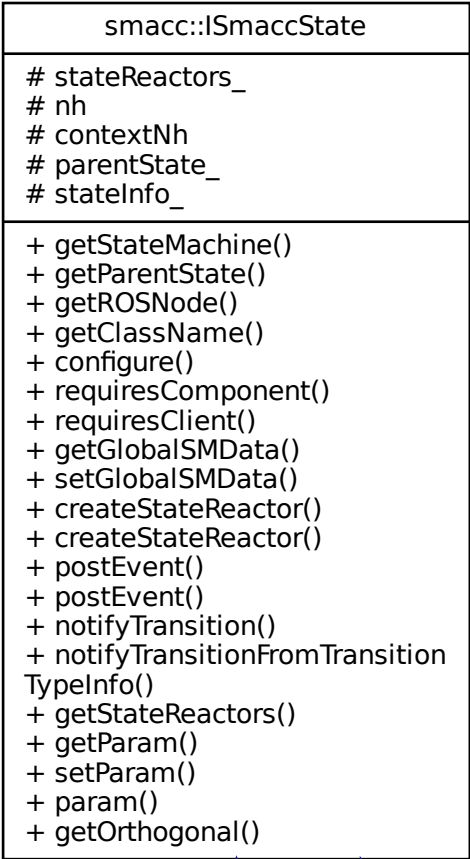 smacc::ISmaccState
# stateReactors_
# nh
# contextNh
# parentState_
# stateInfo_
+ getStateMachine()
+ getParentState()
+ getROSNode()
+ getClassName()
+ configure()
+ requiresComponent()
+ requiresClient()
+ getGlobalSMData()
+ setGlobalSMData()
+ createStateReactor()
+ createStateReactor()
+ postEvent()
+ postEvent()
+ notifyTransition()
+ notifyTransitionFromTransition
TypeInfo()
+ getStateReactors()
+ getParam()
+ setParam()
+ param()
+ getOrthogonal()